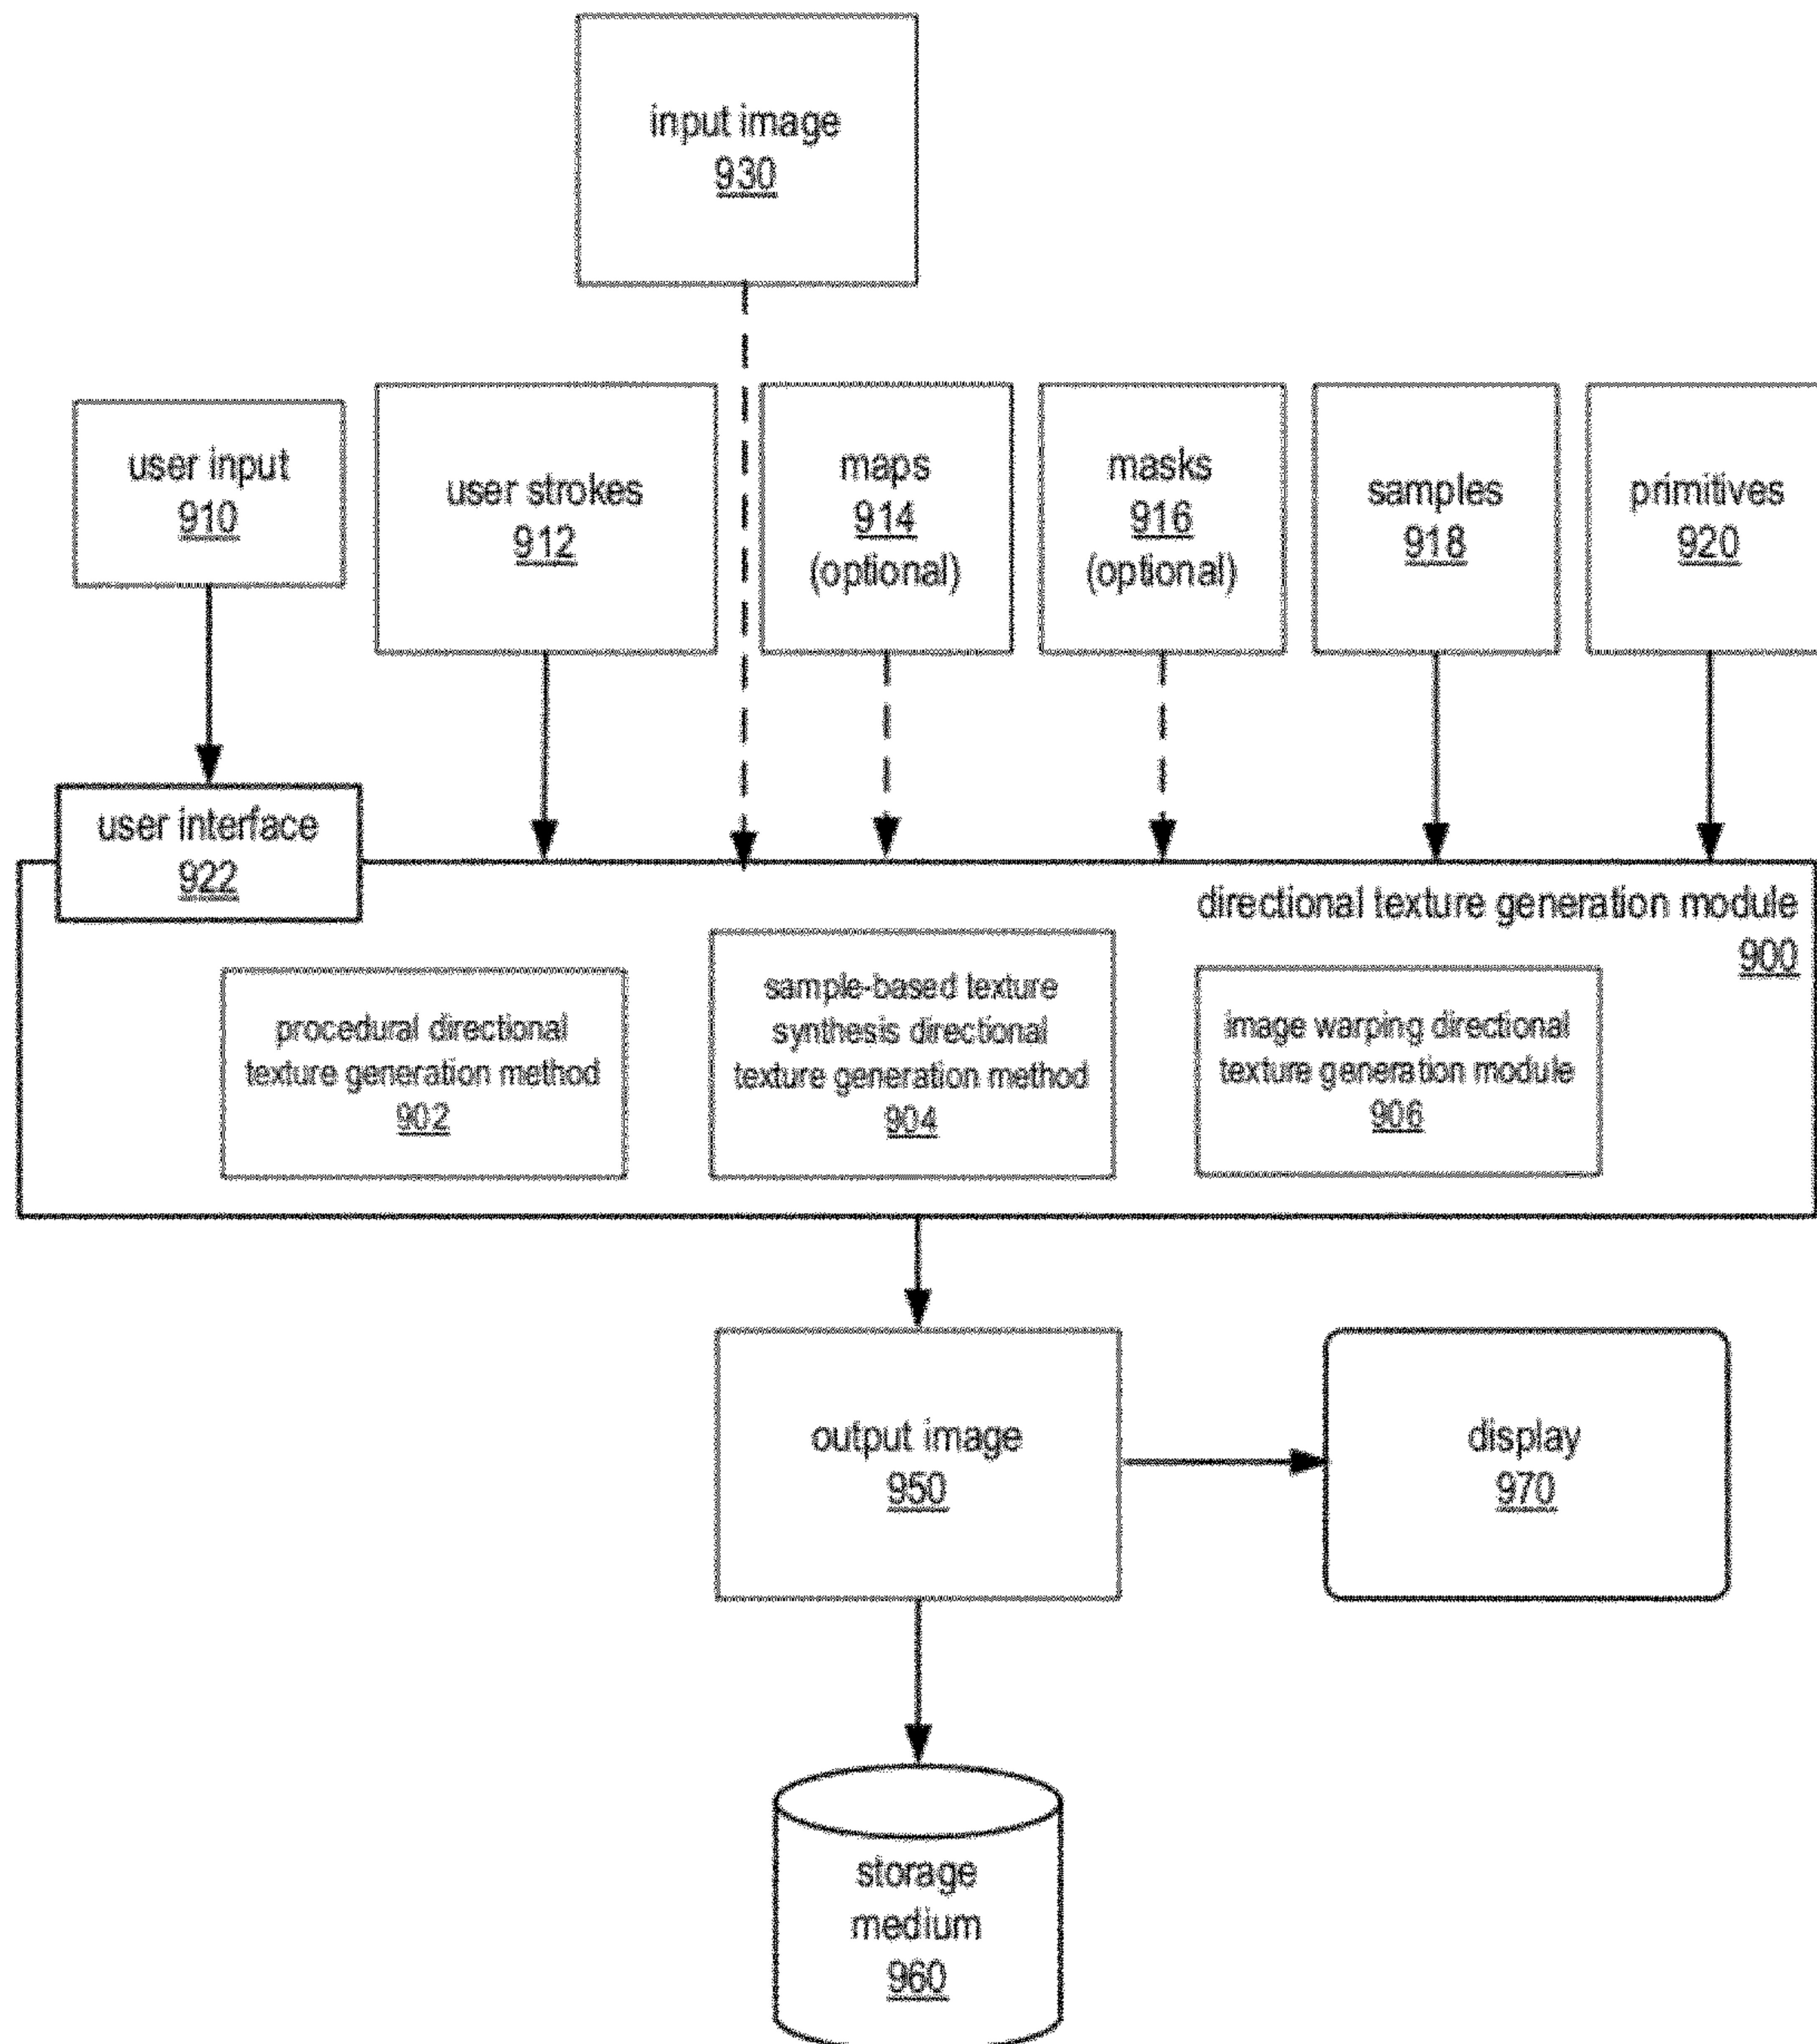 input image
930
user input
910
user strokes
912
maps
914
(optional)
masks
916
(optional)
samples
918
primitives
920
user interface
922
directional texture generation module
900
procedural directional
texture generation method
902
sample-based texture
synthesis directional
texture generation method
904
image warping directional
texture generation module
906
output image
950
display
970
storage
medium
960